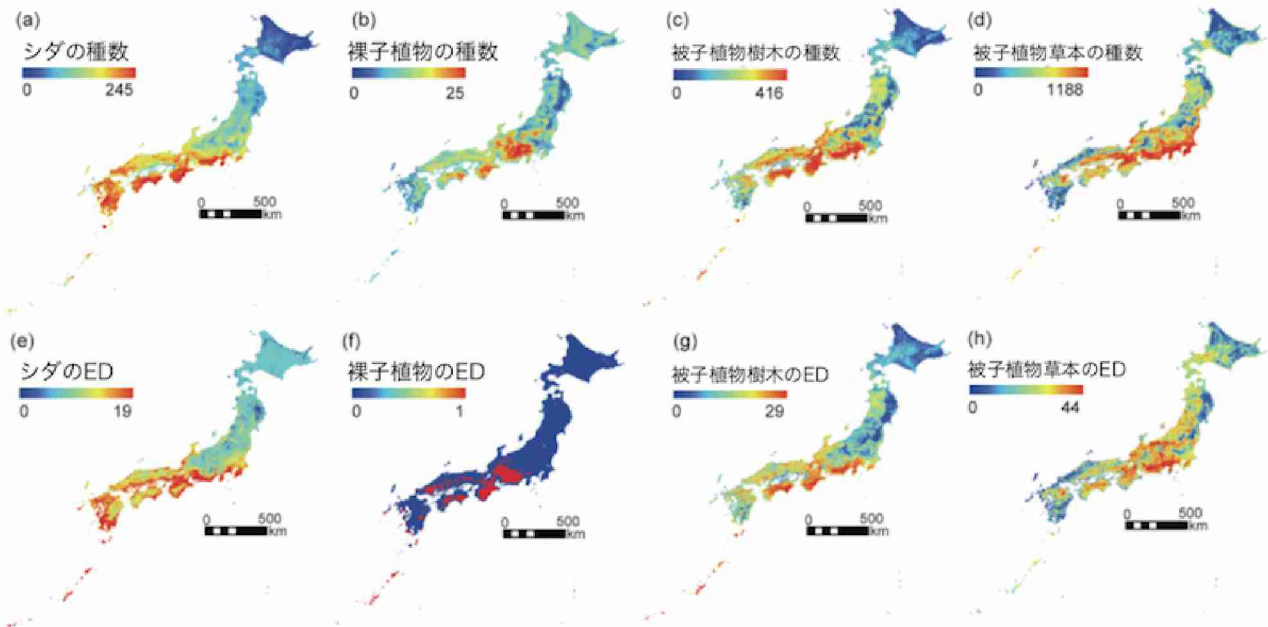 (a)
シダの種数
0 245
0 500
km
(b)
裸子植物の種数
0 25
0 500
km
(c)
被子植物樹木の種数
0 416
0 500
km
(d)
被子植物草本の種数
0 1188
0 500
km
(e)
シダのED
0 19
0 500
km
(f)
裸子植物のED
0 1
0 500
km
(g)
被子植物樹木のED
0 29
0 500
km
(h)
被子植物草本のED
0 44
0 500
km